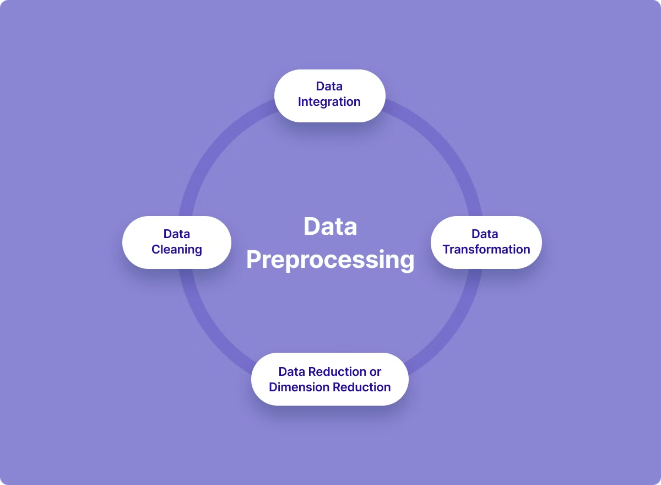 Data
Integration
Data
Cleaning
Data
Preprocessing
Data
Transformation
Data Reduction or
Dimension Reduction